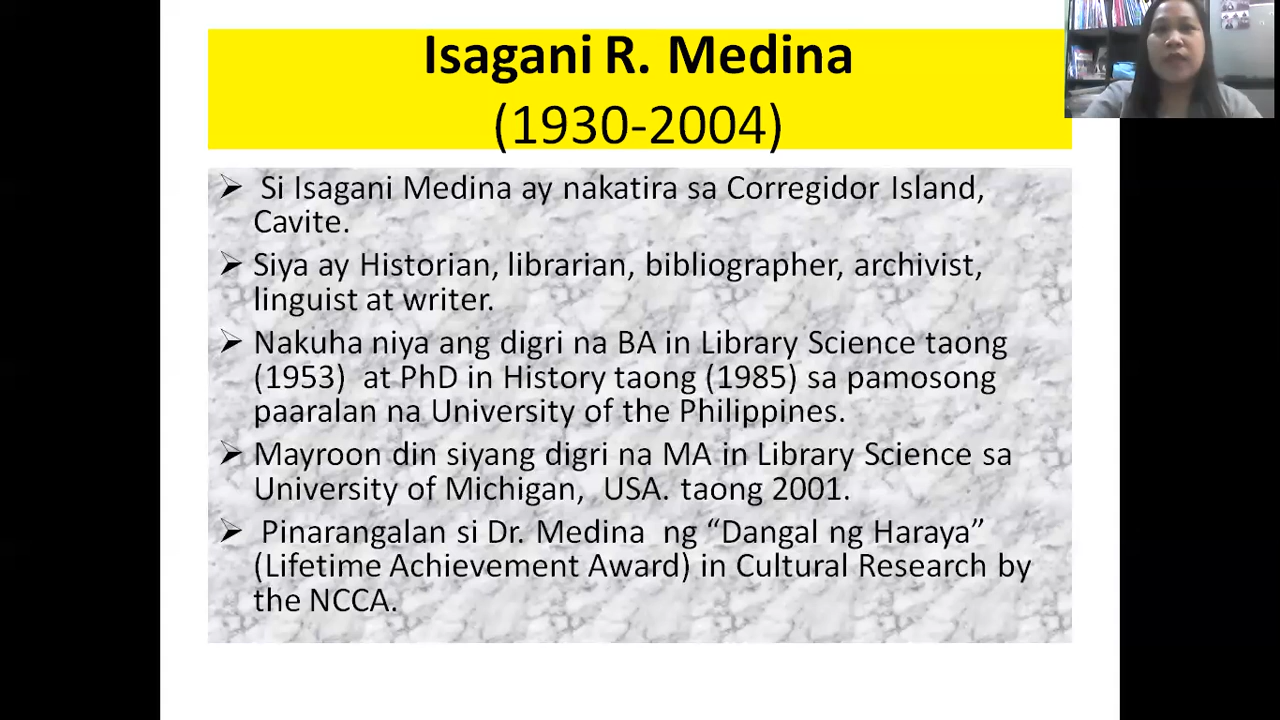 Isagani R. Medina
(1930-2004)
➢ Si Isagani Medina ay nakatira sa Corregidor Island,
Cavite.
➢ Siya ay Historian, librarian, bibliographer, archivist,
linguist at writer.
➢ Nakuha niya ang digri na BA in Library Science taong
(1953) at PhD in History taong (1985) sa pamosong
paaralan na University of the Philippines.
➢ Mayroon din siyang digri na MA in Library Science sa
University of Michigan, USA. taong 2001.
➢ Pinarangalan si Dr. Medina ng “Dangal ng Haraya”
(Lifetime Achievement Award) in Cultural Research by
the NCCA.